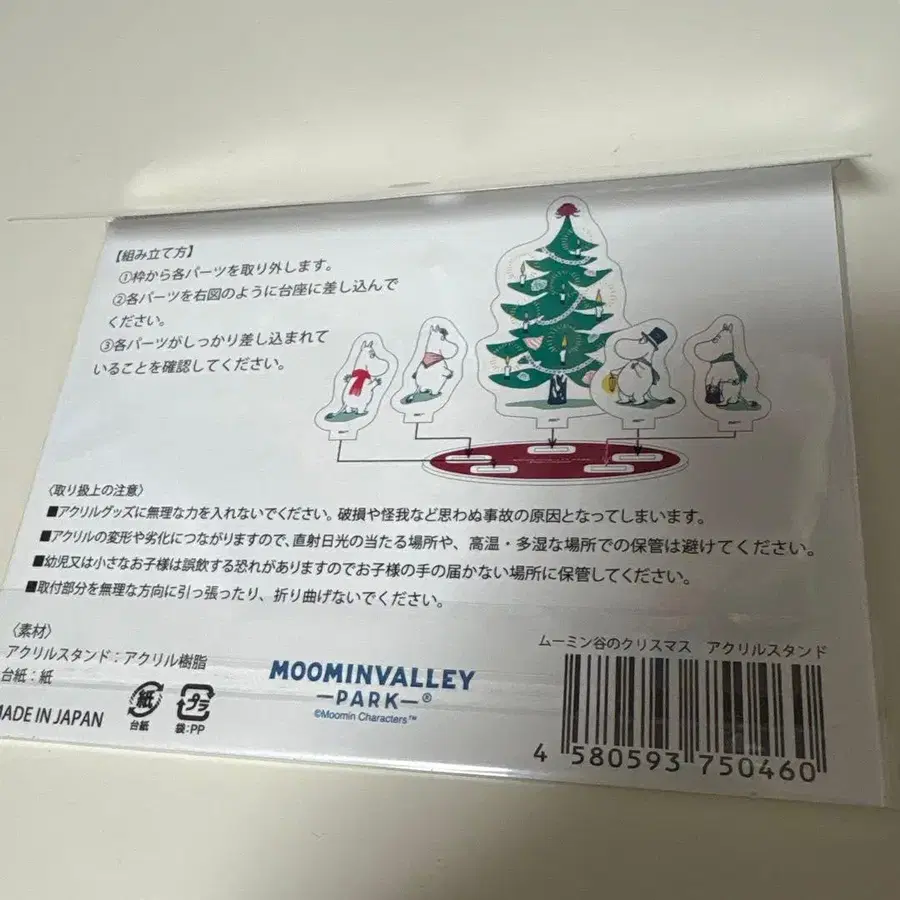 【組み立て方】
①枠から各パーツを取り外します。
②各パーツを右図のように台座に差し込んで
ください。
③各パーツがしっかり差し込まれて
いることを確認してください。
〈取り扱上の注意〉
■アクリルグッズに無理な力を入れないでください。破損や怪我など思わぬ事故の原因となってしまいます。
■アクリルの変形や劣化につながりますので、直射日光の当たる場所や、高温・多湿な場所での保管は避けてください。
■幼児又は小さなお子様は誤飲する恐れがありますのでお子様の手の届かない場所に保管してください。
■取付部分を無理な方向に引っ張ったり、折り曲げないでください。
〈素材〉
アクリルスタンド：アクリル樹脂
台紙：紙
MADE IN JAPAN
紙
台紙
プラ
袋:PP
MOOMINVALLEY
PARK®
©Moomin Characters™
ムーミン谷のクリスマス　アクリルスタンド
4 580593 750460